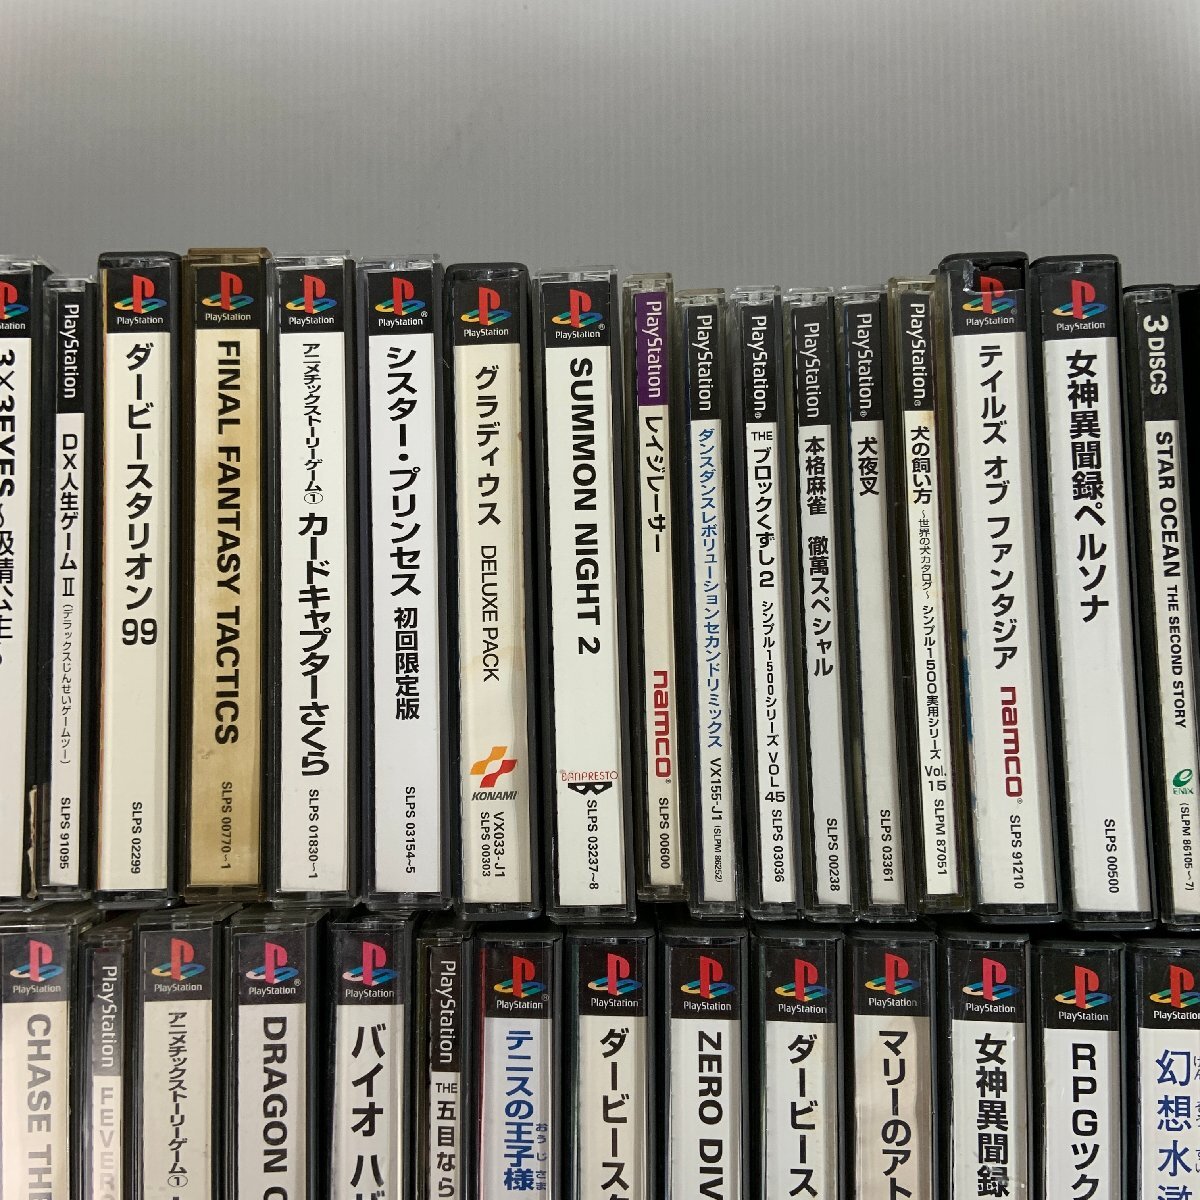 PlayStation
3×3EYES
PlayStation
DX人生ゲームⅡ
(デラックスじんせいゲームツー)
SLPS 91095
PlayStation
ダービースタリオン99
SLPS 02299
PlayStation
FINAL FANTASY TACTICS
SLPS 00770~1
PlayStation
アニメチックストーリーゲーム①
カードキャプターさくら
SLPS 01830~1
PlayStation®
シスター・プリンセス 初回限定版
SLPS 03154~5
PlayStation
グラディウス DELUXE PACK
KONAMI
VX033-J1
SLPS 00303
PlayStation®
SUMMON NIGHT 2
BANPRESTO
SLPS 03237~8
PlayStation
レイジレーサー
namco®
SLPS 00600
PlayStation
ダンスダンスレボリューションセカンドリミックス VX155-J1 (SLPM 86252)
PlayStation®
THE ブロックくずし2 シンプル1500シリーズ VOL.45
SLPS 03036
PlayStation
本格麻雀 徹萬スペシャル
SLPS 00238
PlayStation®
犬夜叉
SLPS 03361
PlayStation®
犬の飼い方 ~世界の犬カタログ~ シンプル1500実用シリーズ Vol.15
SLPM 87051
PlayStation®
テイルズ オブ ファンタジア
namco®
SLPS 91210
PlayStation
女神異聞録ペルソナ
SLPS 00500
3 DISCS
STAR OCEAN THE SECOND STORY
ENIX
(SLPM 86105~7)
PlayStation
CHASE THE
PlayStation
FEVER
PlayStation
アニメチックストーリーゲーム①
PlayStation®
DRAGON
PlayStation
バイオ ハザ
PlayStation
THE 五目なら
PlayStation®
テニスの王子様
おうじ さま
PlayStation
ダービース
PlayStation
ZERO DIV
PlayStation
ダービース
PlayStation
マリーのアト
PlayStation
女神異聞録
PlayStation
RPGツク
PlayStation
幻想水滸